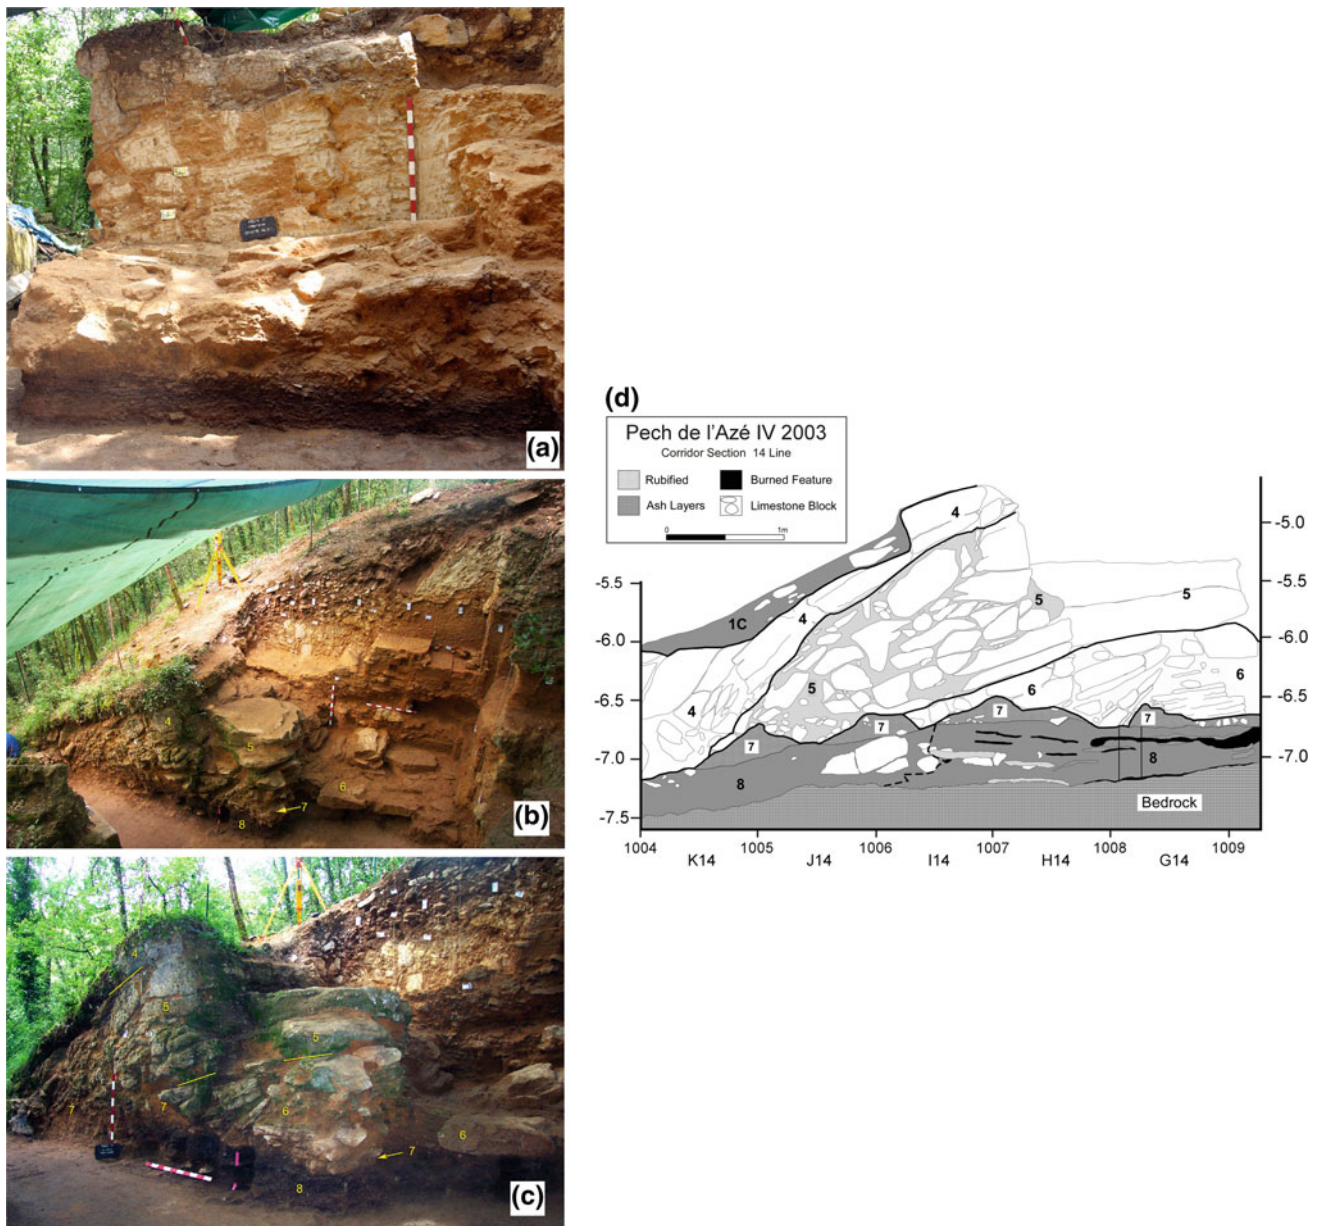 (a)
4
5
6
7
8
(b)
4
5
5
6
7
7
6
7
8
(c)
(d)
Pech de l'Azé IV 2003
Corridor Section 14 Line
Rubified
Burned Feature
Ash Layers
Limestone Block
0 1m
4
-5.0
-5.5
-5.5
5
5
1C
4
-6.0
-6.0
6
-6.5
-6.5
4
5
6
7
7
7
7
-7.0
-7.0
8
8
Bedrock
-7.5
1004 1005 1006 1007 1008 1009
K14 J14 I14 H14 G14